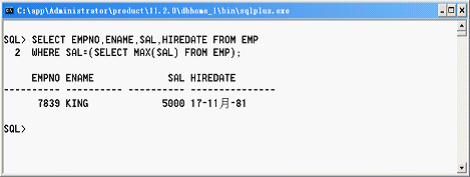 C:\app\Administrator\product\11.2.0\dbhome_1\bin\sqlplus.exe
SQL> SELECT EMPNO,ENAME,SAL,HIREDATE FROM EMP
  2  WHERE SAL=(SELECT MAX(SAL) FROM EMP);
     EMPNO ENAME             SAL HIREDATE
---------- ---------- ---------- --------------
      7839 KING             5000 17-11月-81
SQL>